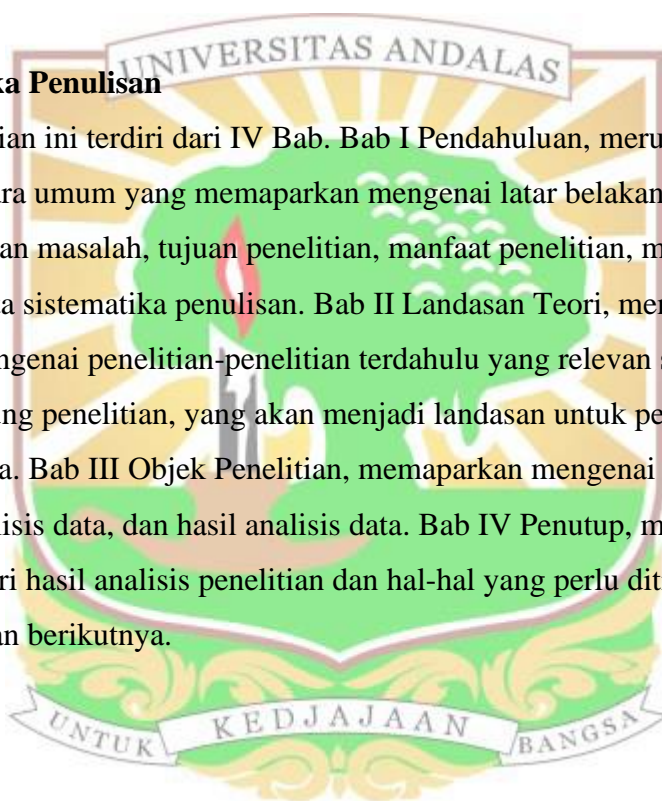 UNIVERSITAS ANDALAS
ka Penulisan
ian ini terdiri dari IV Bab. Bab I Pendahuluan, meru
ara umum yang memaparkan mengenai latar belakan
an masalah, tujuan penelitian, manfaat penelitian, m
la sistematika penulisan. Bab II Landasan Teori, mer
ngenai penelitian-penelitian terdahulu yang relevan s
ung penelitian, yang akan menjadi landasan untuk pe
a. Bab III Objek Penelitian, memaparkan mengenai
lisis data, dan hasil analisis data. Bab IV Penutup, m
ri hasil analisis penelitian dan hal-hal yang perlu dit
an berikutnya.
UNTUK KEDJAJAAN BANGSA